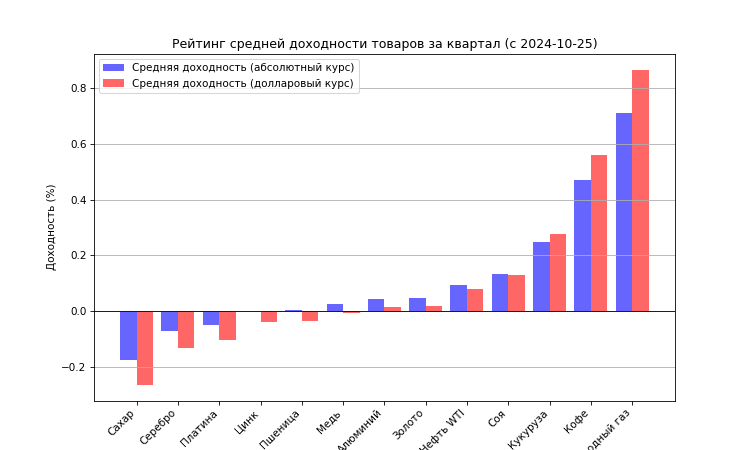 Рейтинг средней доходности товаров за квартал (с 2024-10-25)
Средняя доходность (абсолютный курс)
Средняя доходность (долларовый курс)
Доходность (%)
0.8
0.6
0.4
0.2
0.0
−0.2
Сахар
Серебро
Платина
Цинк
Пшеница
Медь
Алюминий
Золото
Нефть WTI
Соя
Кукуруза
Кофе
газ